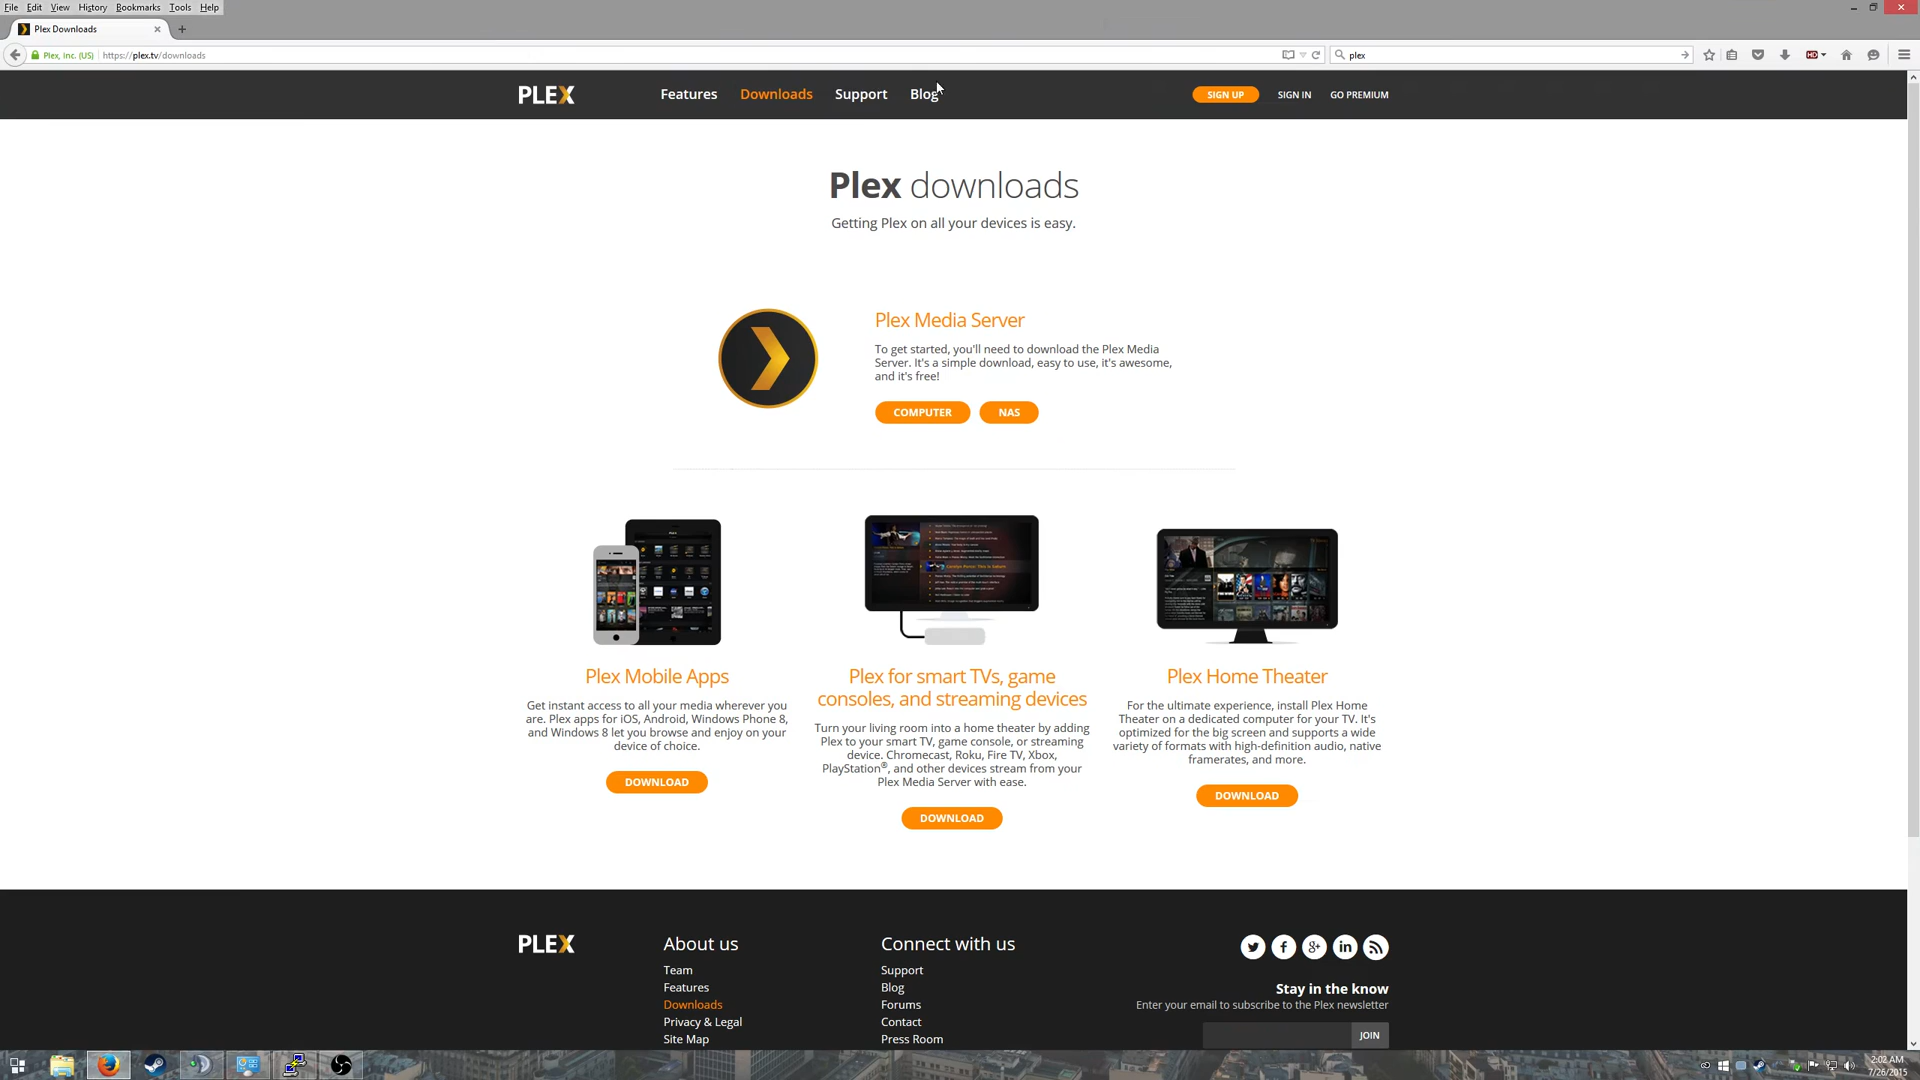 File Edit View History Bookmarks Tools Help
Plex Downloads
Plex, Inc. (US) https://plex.tv/downloads
plex
PLEX Features Downloads Support Blog SIGN UP SIGN IN GO PREMIUM
Plex downloads
Getting Plex on all your devices is easy.
Plex Media Server
To get started, you'll need to download the Plex Media
Server. It's a simple download, easy to use, it's awesome,
and it's free!
COMPUTER NAS
Plex Mobile Apps
Get instant access to all your media wherever you
are. Plex apps for iOS, Android, Windows Phone 8,
and Windows 8 let you browse and enjoy on your
device of choice.
DOWNLOAD
Plex for smart TVs, game
consoles, and streaming devices
Turn your living room into a home theater by adding
Plex to your smart TV, game console, or streaming
device. Chromecast, Roku, Fire TV, Xbox,
PlayStation®, and other devices stream from your
Plex Media Server with ease.
DOWNLOAD
Plex Home Theater
For the ultimate experience, install Plex Home
Theater on a dedicated computer for your TV. It's
optimized for the big screen and supports a wide
variety of formats with high-definition audio, native
framerates, and more.
DOWNLOAD
PLEX
About us
Team
Features
Downloads
Privacy & Legal
Site Map
Connect with us
Support
Blog
Forums
Contact
Press Room
Stay in the know
Enter your email to subscribe to the Plex newsletter
JOIN
2:02 AM
7/26/2015